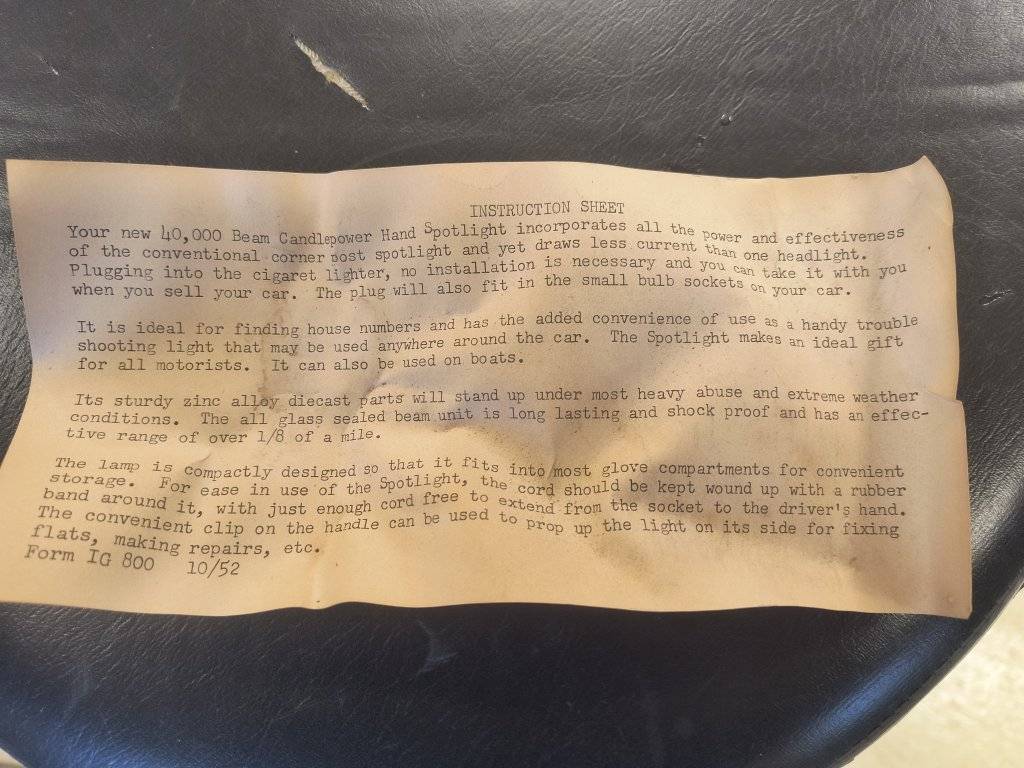 INSTRUCTION SHEET
Your new 40,000 Beam Candlepower Hand Spotlight incorporates all the power and effectiveness
of the conventional corner post spotlight and yet draws less current than one headlight.
Plugging into the cigaret lighter, no installation is necessary and you can take it with you
when you sell your car. The plug will also fit in the small bulb sockets on your car.
It is ideal for finding house numbers and has the added convenience of use as a handy trouble
shooting light that may be used anywhere around the car. The Spotlight makes an ideal gift
for all motorists. It can also be used on boats.
Its sturdy zinc alloy diecast parts will stand up under most heavy abuse and extreme weather
conditions. The all glass sealed beam unit is long lasting and shock proof and has an effec-
tive range of over 1/8 of a mile.
The lamp is compactly designed so that it fits into most glove compartments for convenient
storage. For ease in use of the Spotlight, the cord should be kept wound up with a rubber
band around it, with just enough cord free to extend from the socket to the driver's hand.
The convenient clip on the handle can be used to prop up the light on its side for fixing
flats, making repairs, etc.
Form IG 800 10/52